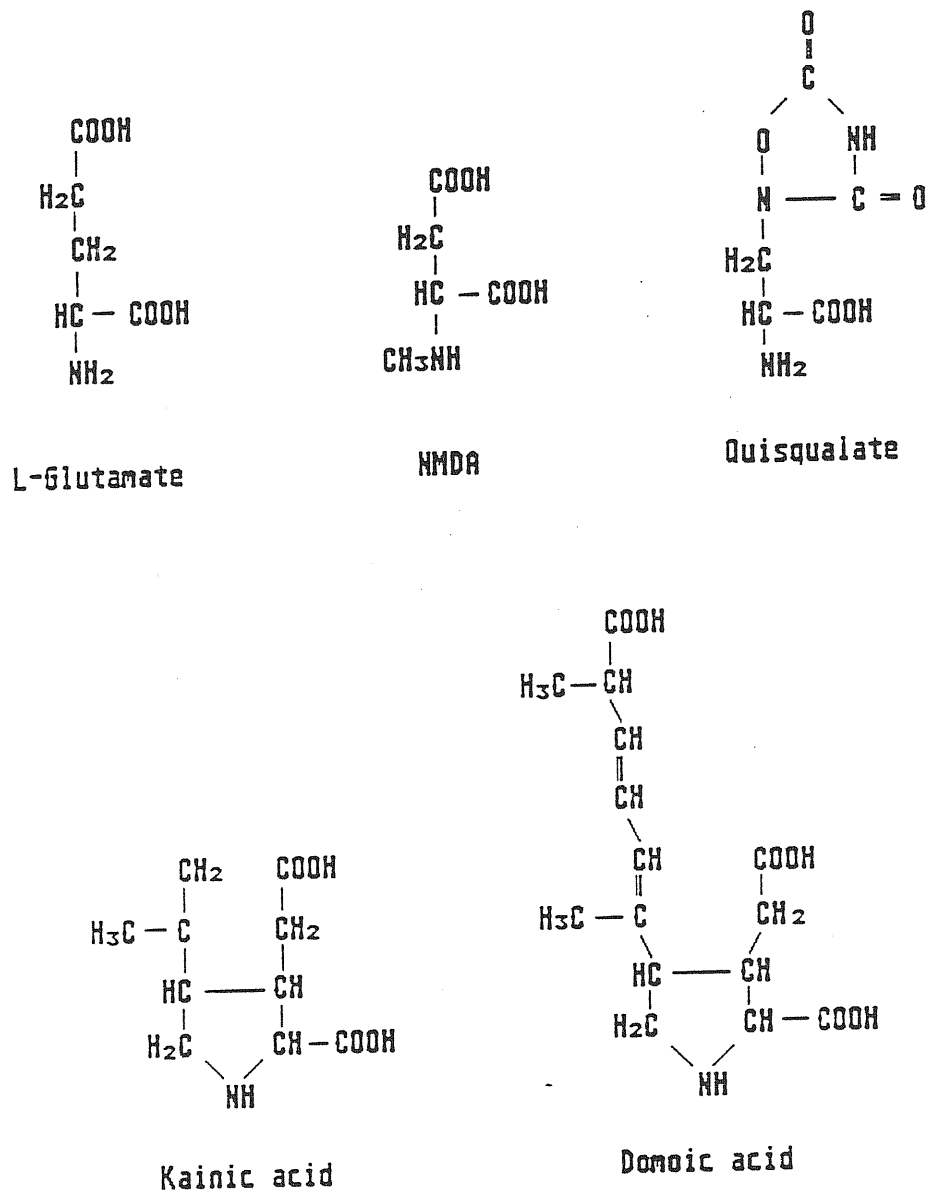 COOH
H2C
CH2
HC — COOH
NH2
L-Glutamate
COOH
H2C
HC — COOH
CH3NH
NMDA
O
C
O NH
N — C = O
H2C
HC — COOH
NH2
Quisqualate
CH2 COOH
H3C — C CH2
HC — CH
H2C CH — COOH
NH
Kainic acid
COOH
H3C — CH
CH
CH
CH COOH
H3C — C CH2
HC — CH
H2C CH — COOH
NH
Domoic acid